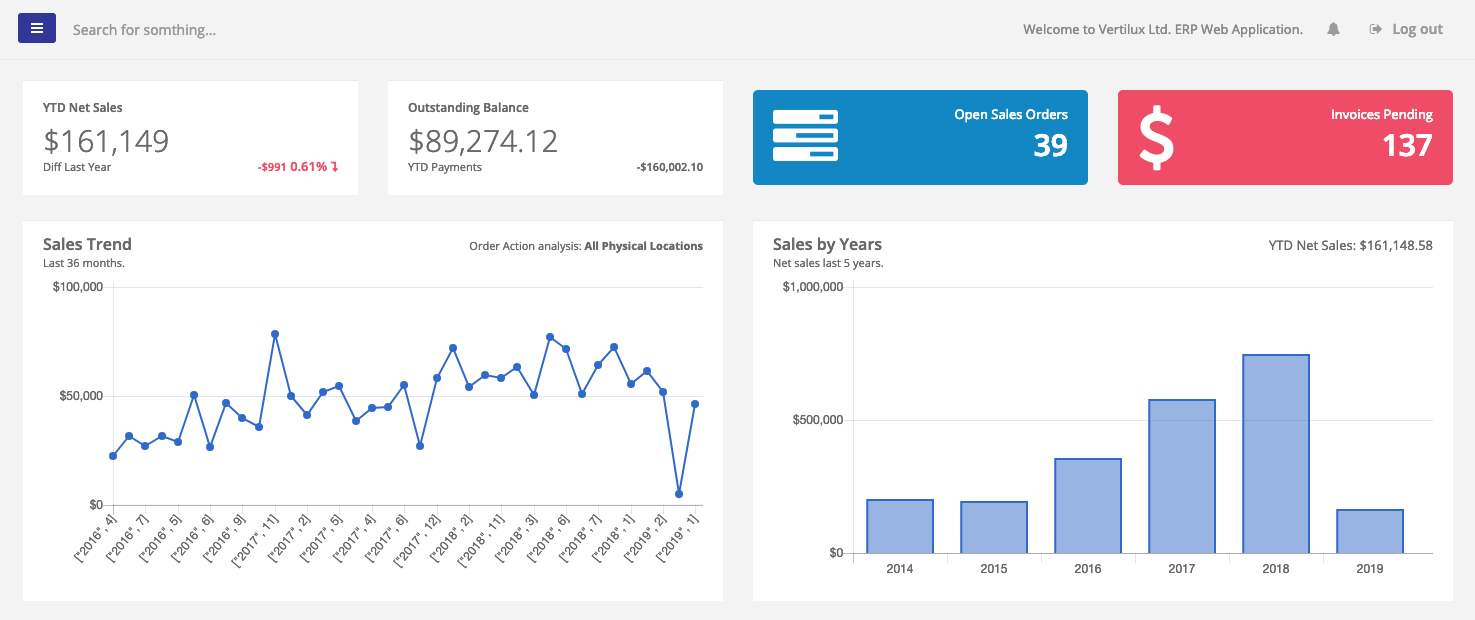 Search for somthing...
Welcome to Vertilux Ltd. ERP Web Application.
Log out
YTD Net Sales
$161,149
Diff Last Year
-$991 0.61%
Outstanding Balance
$89,274.12
YTD Payments
-$160,002.10
Open Sales Orders
39
Invoices Pending
137
Sales Trend
Order Action analysis: All Physical Locations
Last 36 months.
$100,000
$50,000
$0
["2016", 4]
["2016", 7]
["2016", 5]
["2016", 6]
["2016", 9]
["2017", 11]
["2017", 2]
["2017", 5]
["2017", 4]
["2017", 6]
["2017", 12]
["2018", 2]
["2018", 11]
["2018", 3]
["2018", 6]
["2018", 7]
["2018", 1]
["2019", 2]
["2019", 1]
Sales by Years
YTD Net Sales: $161,148.58
Net sales last 5 years.
$1,000,000
$500,000
$0
2014
2015
2016
2017
2018
2019